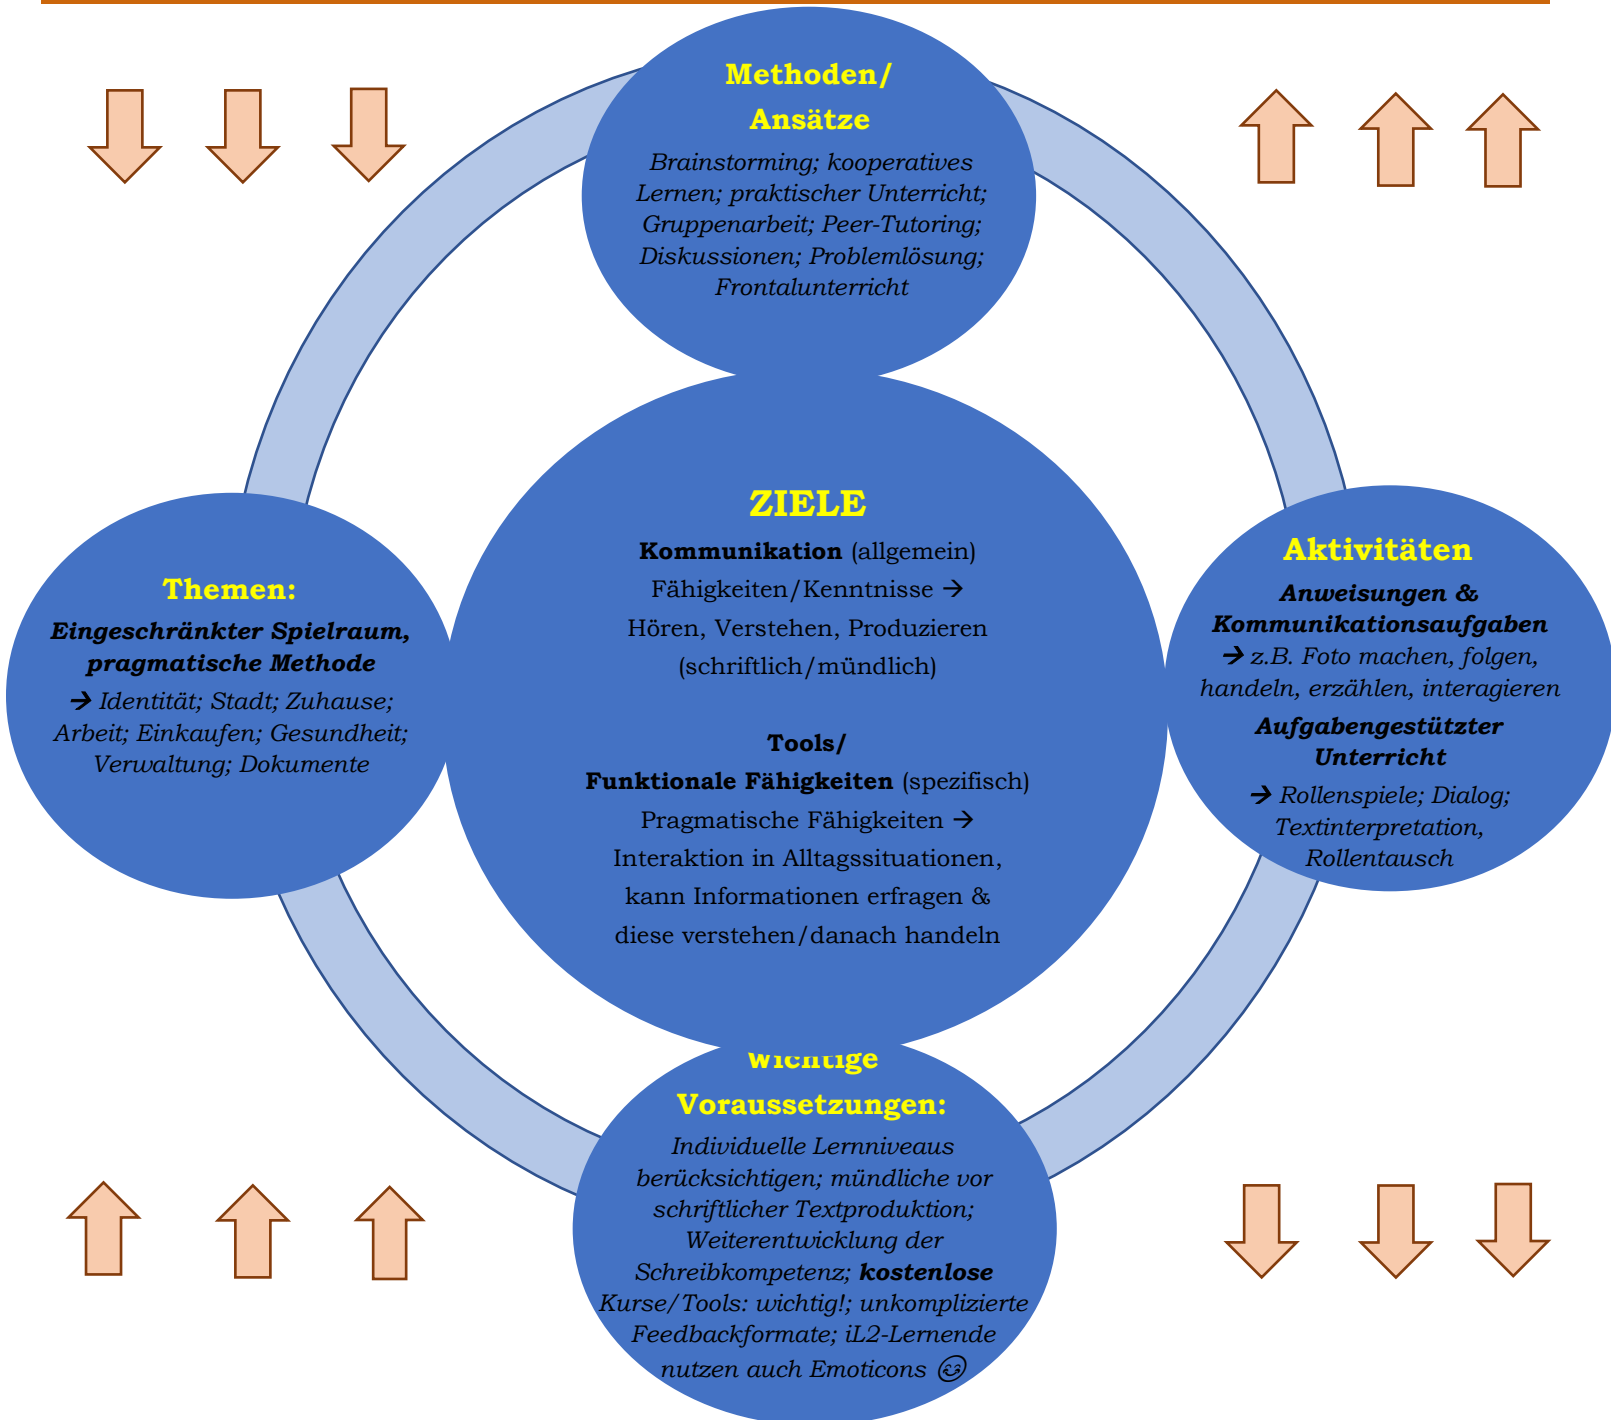 Methoden/
Ansätze
Brainstorming; kooperatives
Lernen; praktischer Unterricht;
Gruppenarbeit; Peer-Tutoring;
Diskussionen; Problemlösung;
Frontalunterricht
ZIELE
Kommunikation (allgemein)
Fähigkeiten/Kenntnisse →
Hören, Verstehen, Produzieren
(schriftlich/mündlich)
Tools/
Funktionale Fähigkeiten (spezifisch)
Pragmatische Fähigkeiten →
Interaktion in Alltagssituationen,
kann Informationen erfragen &
diese verstehen/danach handeln
Themen:
Eingeschränkter Spielraum,
pragmatische Methode
→ Identität; Stadt; Zuhause;
Arbeit; Einkaufen; Gesundheit;
Verwaltung; Dokumente
Aktivitäten
Anweisungen &
Kommunikationsaufgaben
→ z.B. Foto machen, folgen,
handeln, erzählen, interagieren
Aufgabengestützter
Unterricht
→ Rollenspiele; Dialog;
Textinterpretation,
Rollentausch
Wichtige
Voraussetzungen:
Individuelle Lernniveaus
berücksichtigen; mündliche vor
schriftlicher Textproduktion;
Weiterentwicklung der
Schreibkompetenz; kostenlose
Kurse/Tools: wichtig!; unkomplizierte
Feedbackformate; iL2-Lernende
nutzen auch Emoticons 😊